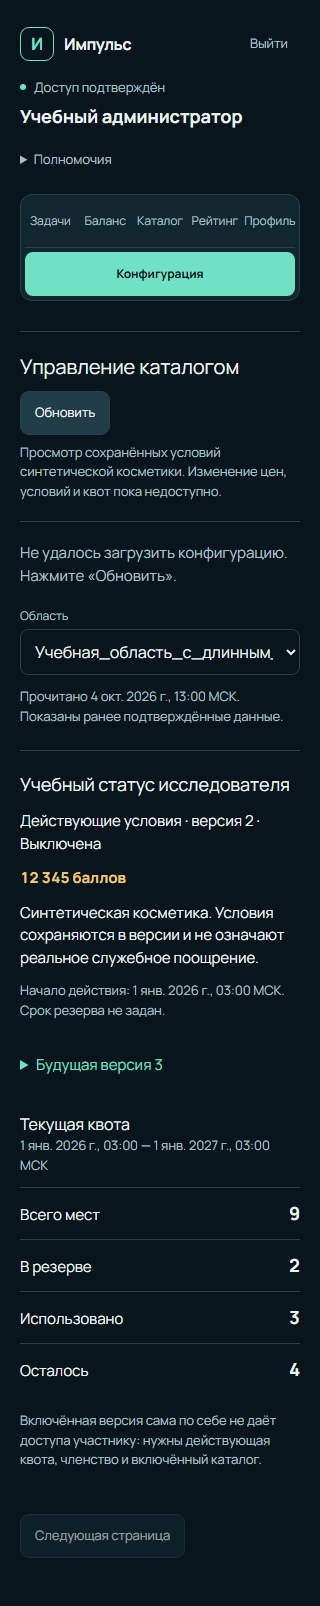 И Импульс Выйти
Доступ подтверждён
Учебный администратор
Полномочия
Задачи Баланс Каталог Рейтинг Профиль
Конфигурация
Управление каталогом
Обновить
Просмотр сохранённых условий
синтетической косметики. Изменение цен,
условий и квот пока недоступно.
Не удалось загрузить конфигурацию.
Нажмите «Обновить».
Область
Учебная_область_с_длинным_
Прочитано 4 окт. 2026 г., 13:00 МСК.
Показаны ранее подтверждённые данные.
Учебный статус исследователя
Действующие условия · версия 2 ·
Выключена
12 345 баллов
Синтетическая косметика. Условия
сохраняются в версии и не означают
реальное служебное поощрение.
Начало действия: 1 янв. 2026 г., 03:00 МСК.
Срок резерва не задан.
Будущая версия 3
Текущая квота
1 янв. 2026 г., 03:00 — 1 янв. 2027 г., 03:00
МСК
Всего мест 9
В резерве 2
Использовано 3
Осталось 4
Включённая версия сама по себе не даёт
доступа участнику: нужны действующая
квота, членство и включённый каталог.
Следующая страница